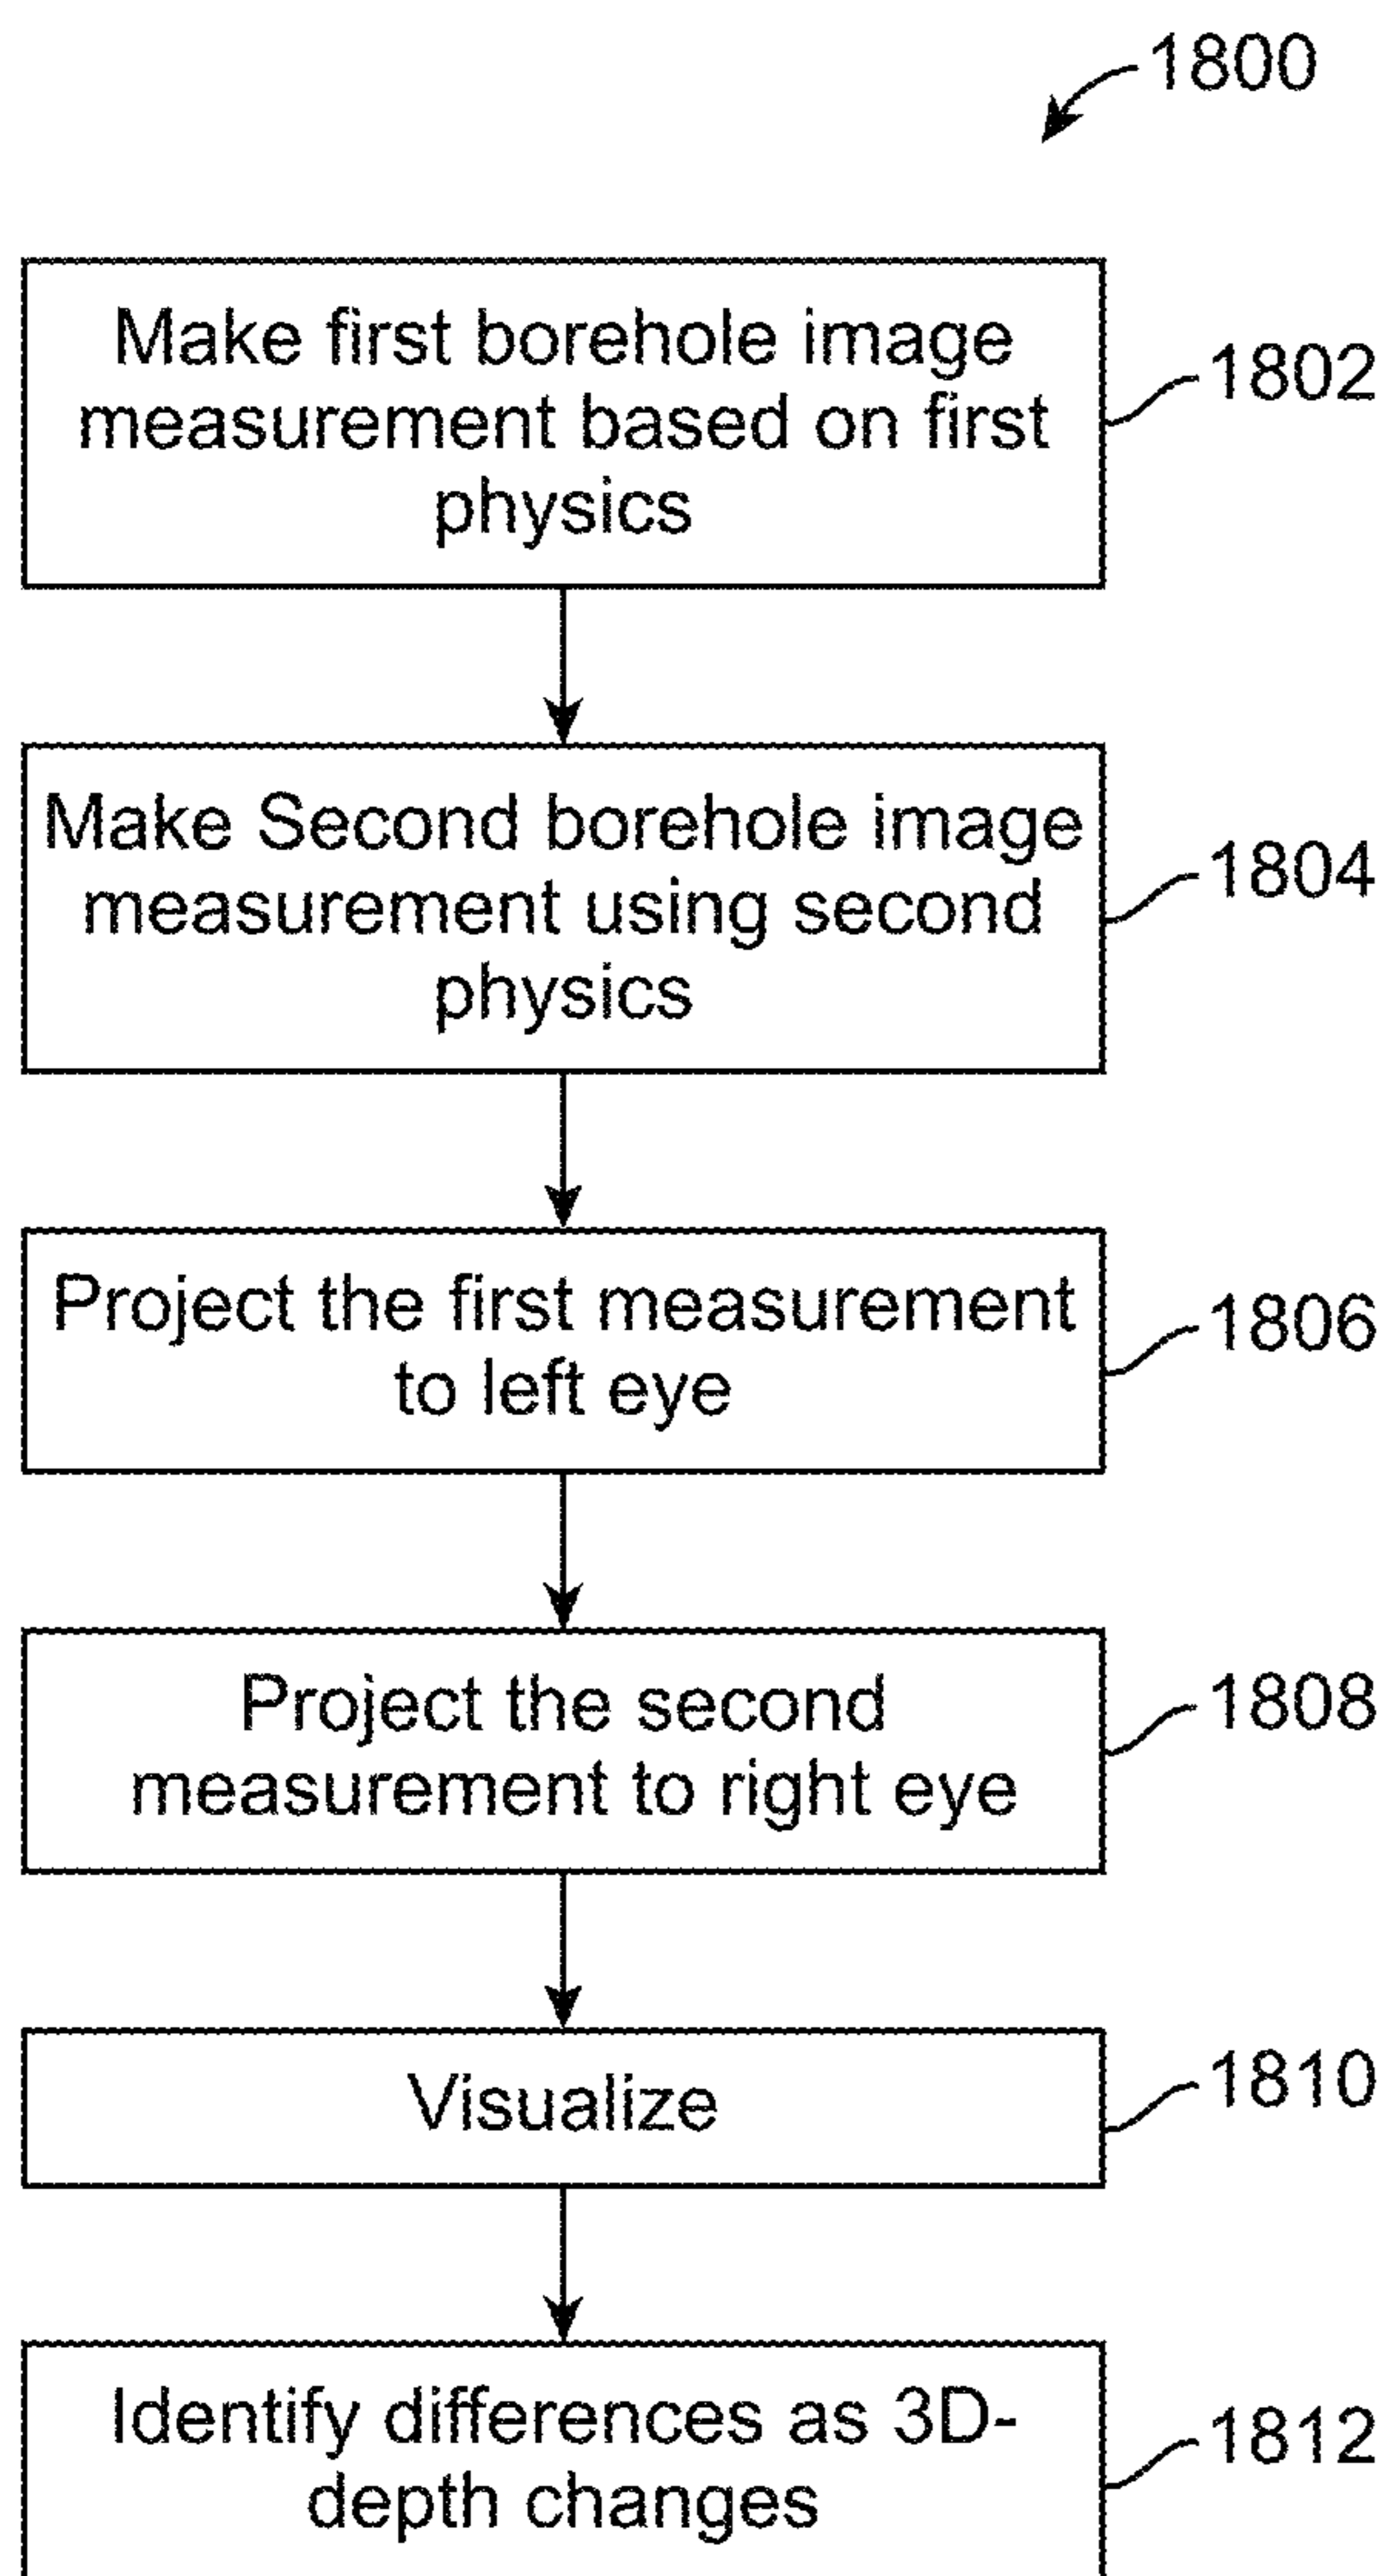 1800
Make first borehole image
measurement based on first
physics
1802
Make Second borehole image
measurement using second
physics
1804
Project the first measurement
to left eye
1806
Project the second
measurement to right eye
1808
Visualize
1810
Identify differences as 3D-
depth changes
1812